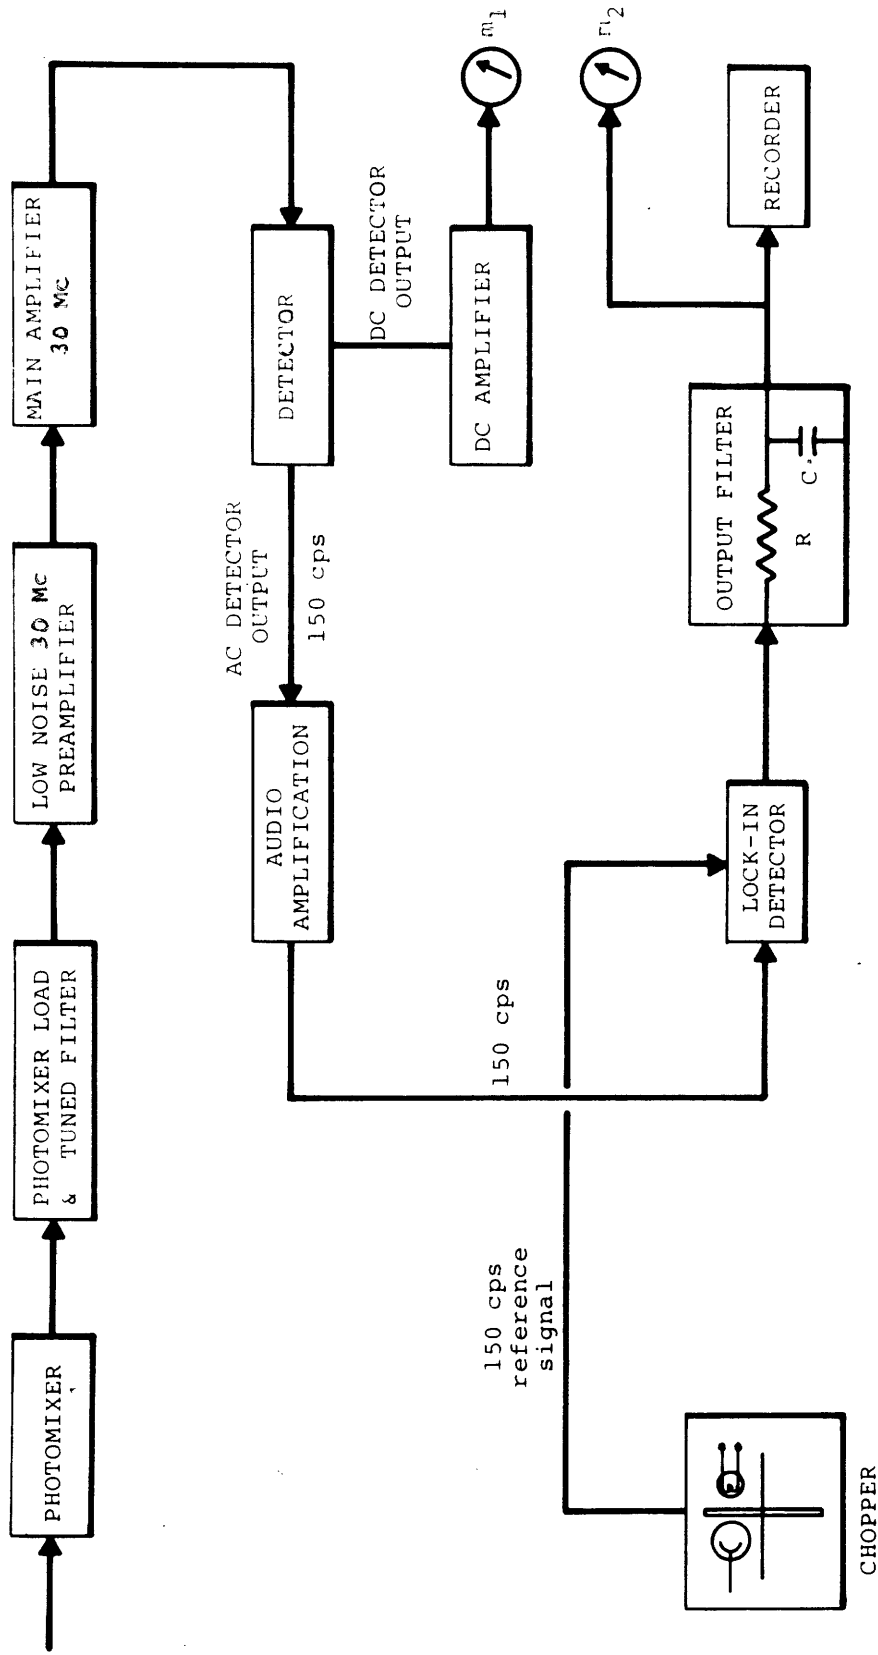 PHOTOMIXER
PHOTOMIXER LOAD
& TUNED FILTER
LOW NOISE 30 Mc
PREAMPLIFIER
MAIN AMPLIFIER
30 Mc
DETECTOR
DC DETECTOR
OUTPUT
DC AMPLIFIER
m1
AC DETECTOR
OUTPUT
150 cps
AUDIO
AMPLIFICATION
150 cps
150 cps
reference
signal
CHOPPER
LOCK-IN
DETECTOR
OUTPUT FILTER
R
C
RECORDER